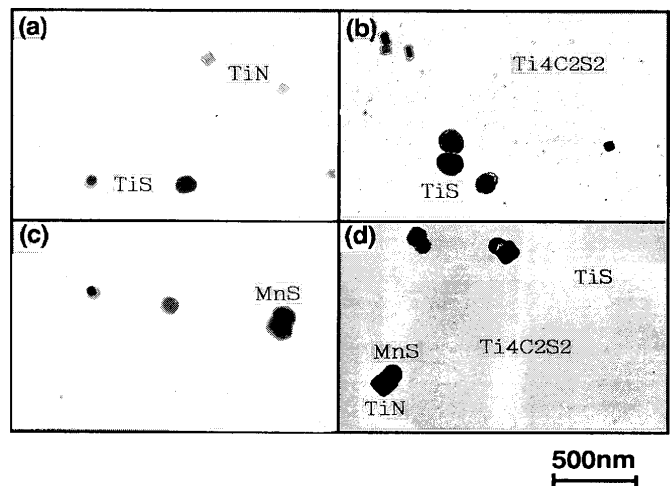 (a)
TiN
TiS
(b)
Ti4C2S2
TiS
(c)
MnS
(d)
TiS
MnS
Ti4C2S2
TiN
500nm